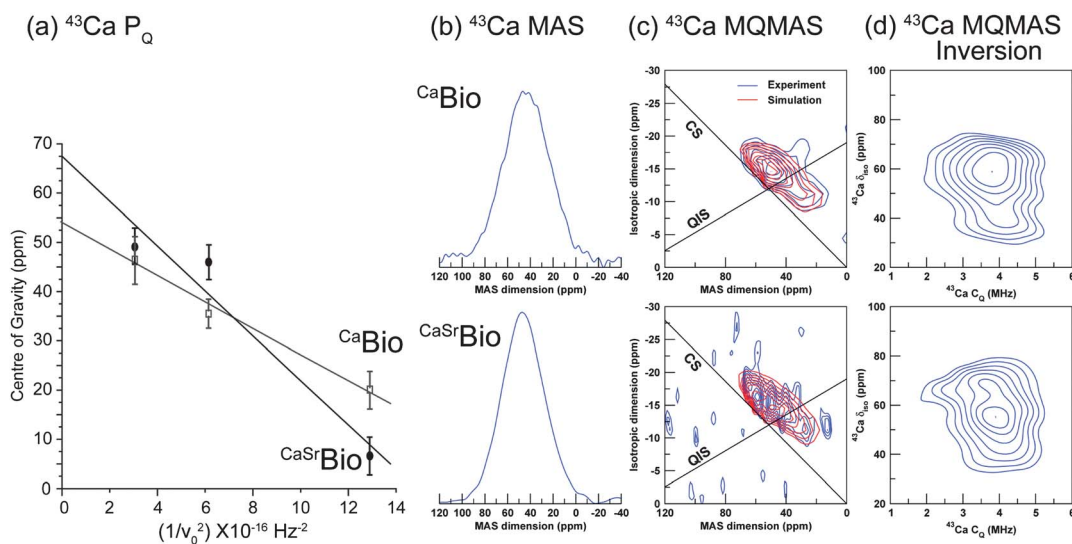 (a) ⁴³Ca P_Q
(b) ⁴³Ca MAS
(c) ⁴³Ca MQMAS
(d) ⁴³Ca MQMAS
Inversion
70
60
50
40
30
20
10
0
Centre of Gravity (ppm)
0 2 4 6 8 10 12 14
(1/ν₀²) X10⁻¹⁶ Hz⁻²
CaBio
CaSrBio
CaBio
120 100 80 60 40 20 0 -20 -40
MAS dimension (ppm)
CaSrBio
120 100 80 60 40 20 0 -20 -40
MAS dimension (ppm)
-30
-25
-20
-15
-10
-5
0
Isotropic dimension (ppm)
Experiment
Simulation
CS
QIS
120 80 40 0
MAS dimension (ppm)
-30
-25
-20
-15
-10
-5
0
Isotropic dimension (ppm)
CS
QIS
120 80 40 0
MAS dimension (ppm)
100
80
60
40
20
⁴³Ca δiso (ppm)
1 2 3 4 5 6
⁴³Ca C_Q (MHz)
100
80
60
40
20
⁴³Ca δiso (ppm)
1 2 3 4 5 6
⁴³Ca C_Q (MHz)